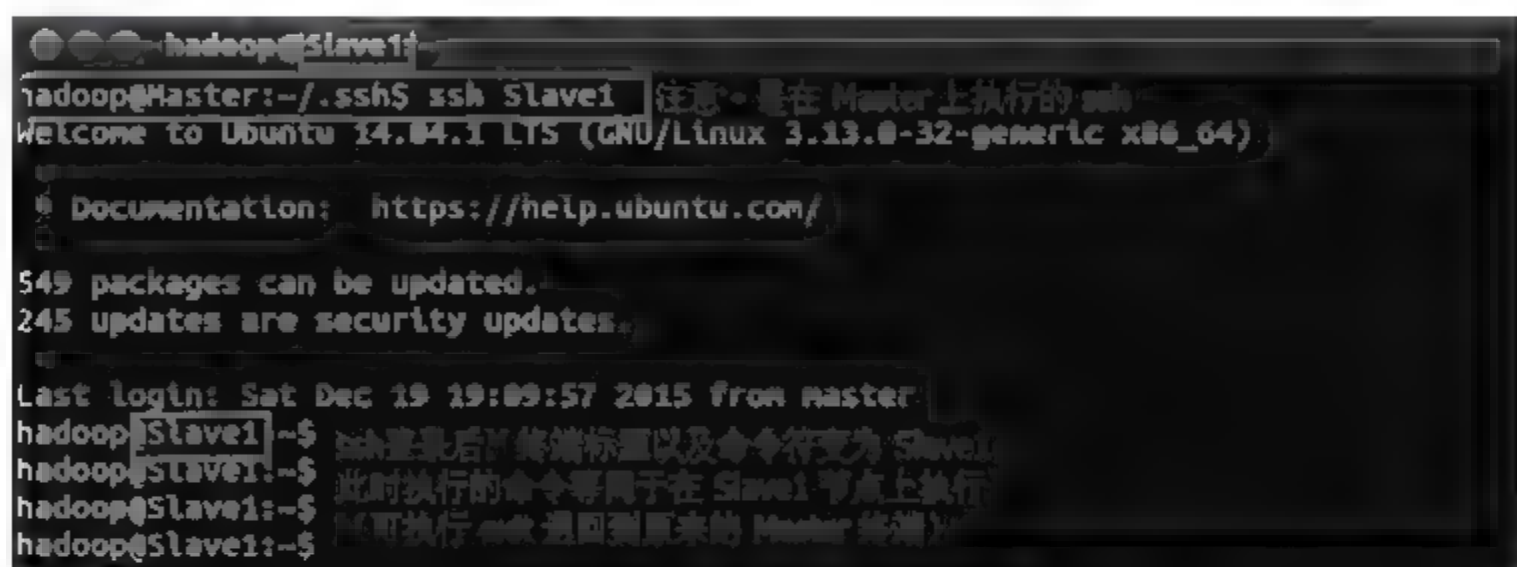 hadoop@Slave1: ~
hadoop@Master:~/.ssh$ ssh Slave1 注意,是在 Master 上执行的 ssh
Welcome to Ubuntu 14.04.1 LTS (GNU/Linux 3.13.0-32-generic x86_64)
* Documentation: https://help.ubuntu.com/
549 packages can be updated.
245 updates are security updates.
Last login: Sat Dec 19 19:09:57 2015 from master
hadoop@Slave1:~$ ssh登录后,终端标题以及命令符变为 Slave1
hadoop@Slave1:~$ 此时执行的命令等同于在 Slave1 节点上执行
hadoop@Slave1:~$ (可执行 exit 退回到原来的 Master 终端)
hadoop@Slave1:~$